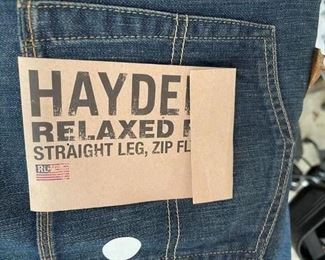 HAYDE
RELAXED
STRAIGHT LEG, ZIP FL